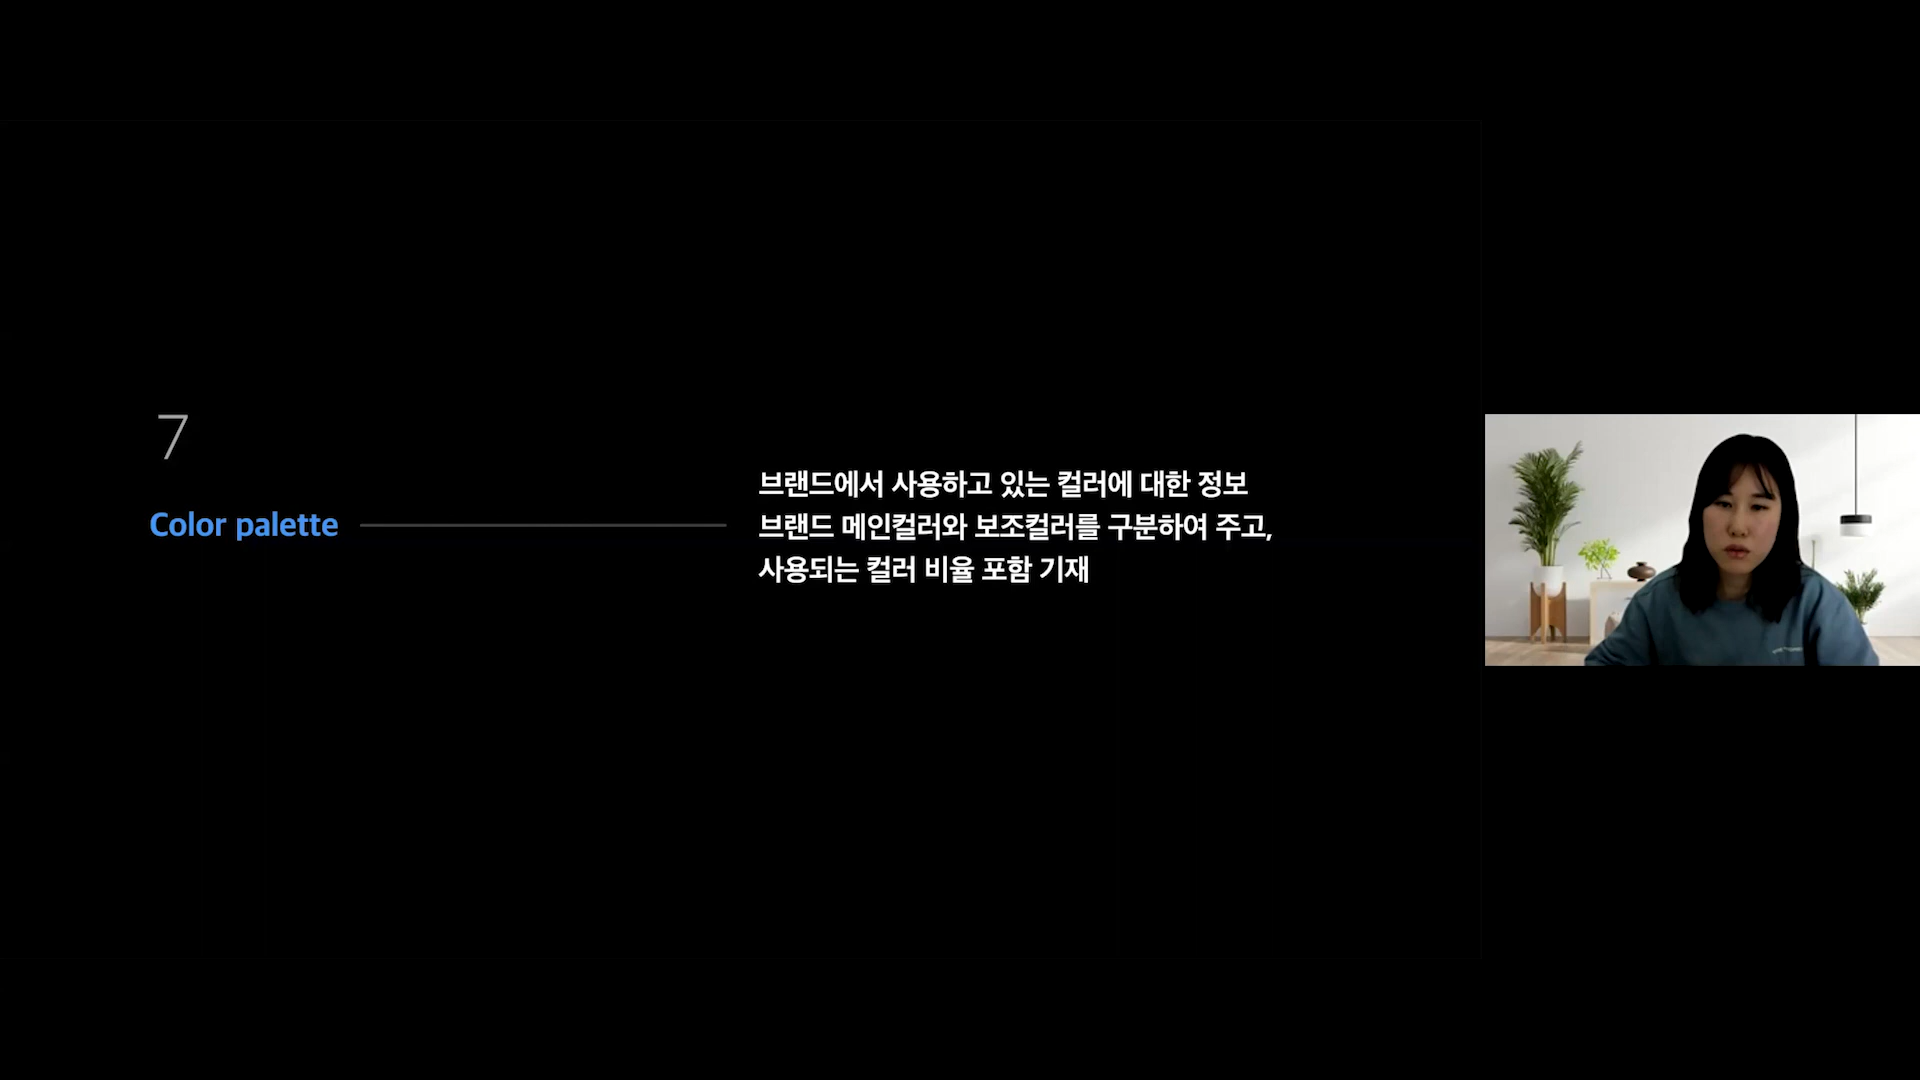 7
Color palette
브랜드에서 사용하고 있는 컬러에 대한 정보
브랜드 메인컬러와 보조컬러를 구분하여 주고,
사용되는 컬러 비율 포함 기재